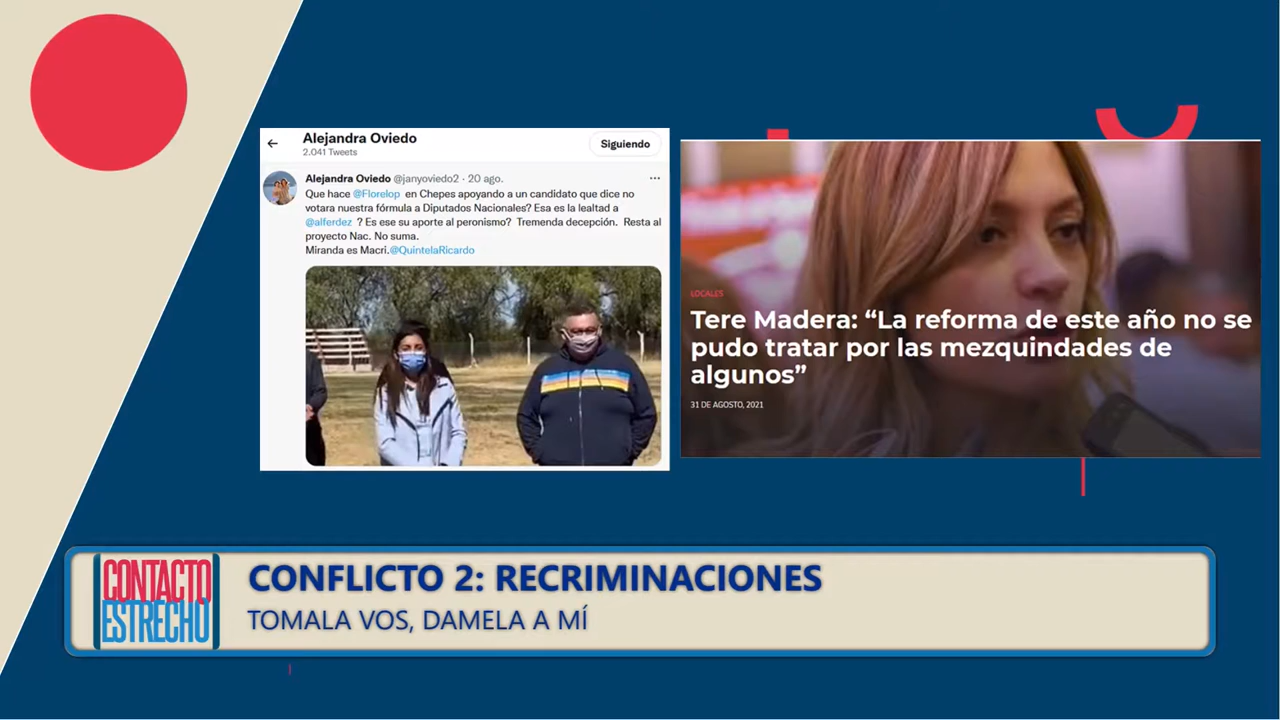 Alejandra Oviedo
2.041 Tweets
Siguiendo
Alejandra Oviedo @janyoviedo2 · 20 ago.
Que hace @Florelop en Chepes apoyando a un candidato que dice no
votara nuestra fórmula a Diputados Nacionales? Esa es la lealtad a
@alferdez ? Es ese su aporte al peronismo? Tremenda decepción. Resta al
proyecto Nac. No suma.
Miranda es Macri.@QuintelaRicardo
LOCALES
Tere Madera: “La reforma de este año no se
pudo tratar por las mezquindades de
algunos”
31 DE AGOSTO, 2021
CONTACTO
ESTRECHO
CONFLICTO 2: RECRIMINACIONES
TOMALA VOS, DAMELA A MÍ